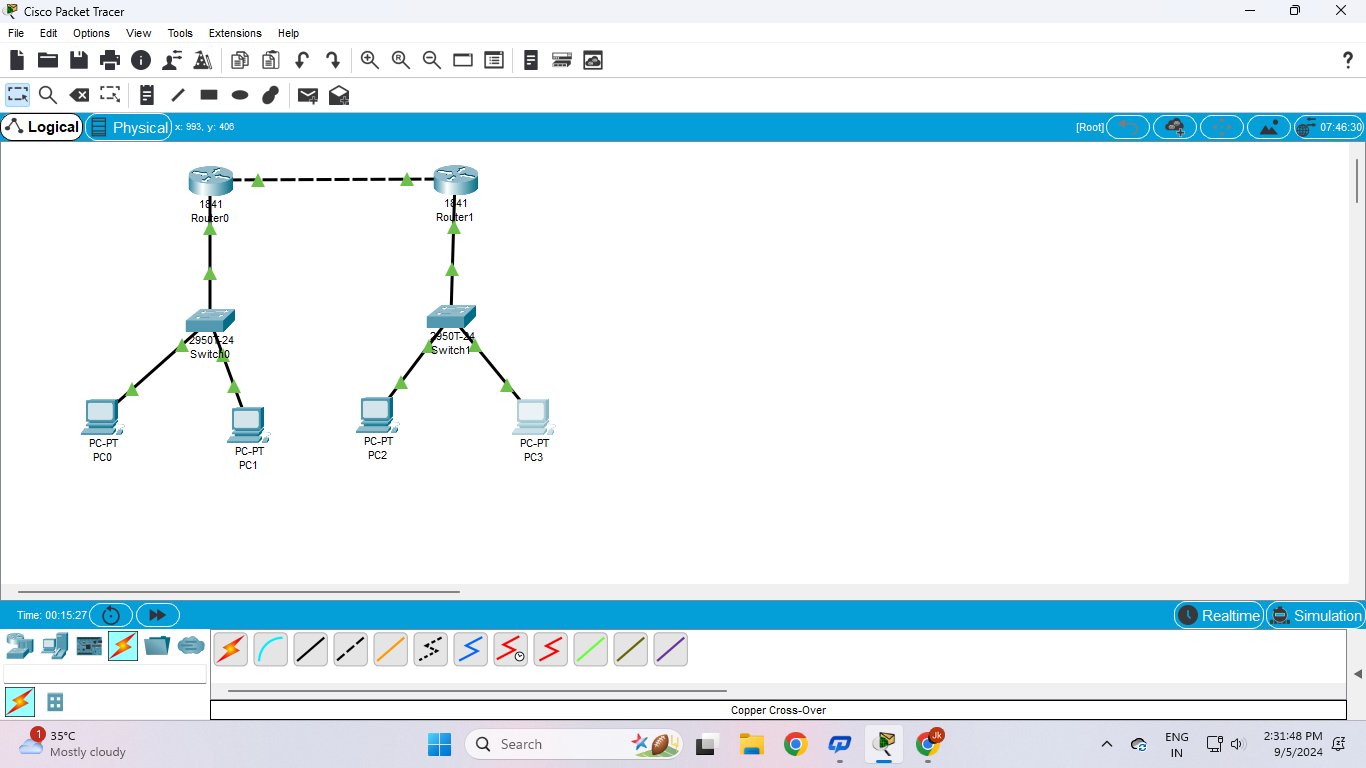 Cisco Packet Tracer
File Edit Options View Tools Extensions Help
Logical Physical x: 993, y: 406 [Root] 07:46:30
1841
Router0
1841
Router1
2950T-24
Switch0
2950T-24
Switch1
PC-PT
PC0
PC-PT
PC1
PC-PT
PC2
PC-PT
PC3
Time: 00:15:27 Realtime Simulation
Copper Cross-Over
1
35°C
Mostly cloudy
Search
Jk
ENG
IN
2:31:48 PM
9/5/2024